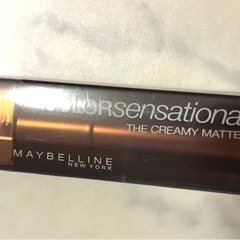 COLORsensational
THE CREAMY MATTE
MAYBELLINE
NEW YORK